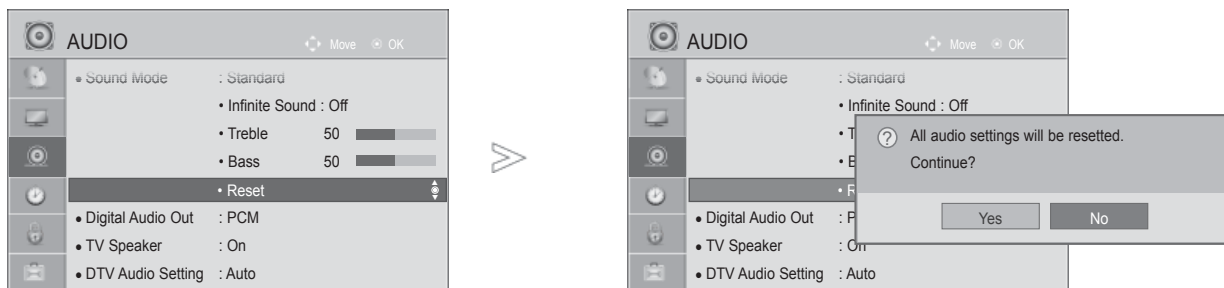 AUDIO
Move OK
• Sound Mode : Standard
• Infinite Sound : Off
• Treble 50
• Bass 50
• Reset
• Digital Audio Out : PCM
• TV Speaker : On
• DTV Audio Setting : Auto
>
AUDIO
Move OK
• Sound Mode : Standard
• Infinite Sound : Off
• T
• B
• R
? All audio settings will be resetted.
Continue?
Yes No
• Digital Audio Out : P
• TV Speaker : On
• DTV Audio Setting : Auto